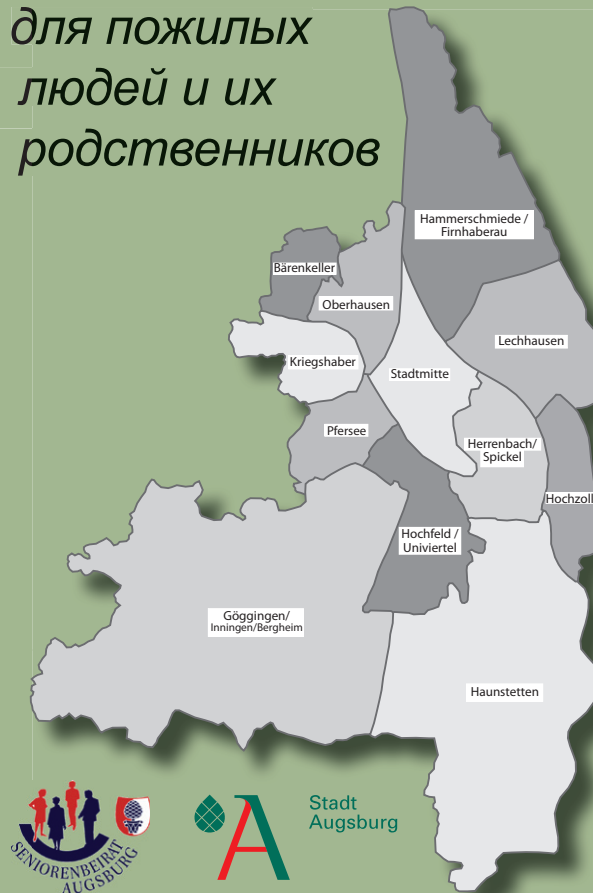 для пожилых
людей и их
родственников
Hammerschmiede /
Firnhaberau
Bärenkeller
Oberhausen
Lechhausen
Kriegshaber
Stadtmitte
Pfersee
Herrenbach/
Spickel
Hochzoll
Hochfeld /
Univiertel
Göggingen/
Inningen/Bergheim
Haunstetten
Stadt
Augsburg
SENIORENBEIRAT
AUGSBURG